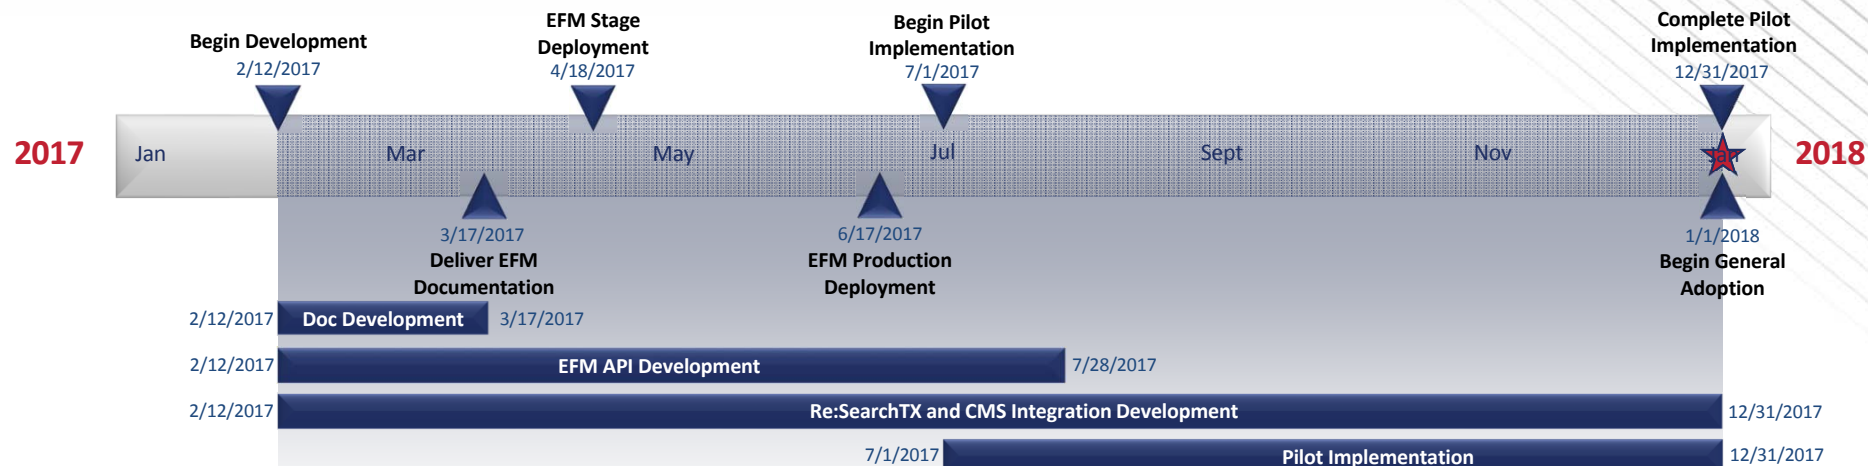 Begin Development
2/12/2017
EFM Stage
Deployment
4/18/2017
Begin Pilot
Implementation
7/1/2017
Complete Pilot
Implementation
12/31/2017
2017
Jan
Mar
May
Jul
Sept
Nov
Jan
2018
3/17/2017
Deliver EFM
Documentation
6/17/2017
EFM Production
Deployment
1/1/2018
Begin General
Adoption
2/12/2017 Doc Development 3/17/2017
2/12/2017 EFM API Development 7/28/2017
2/12/2017 Re:SearchTX and CMS Integration Development 12/31/2017
7/1/2017 Pilot Implementation 12/31/2017